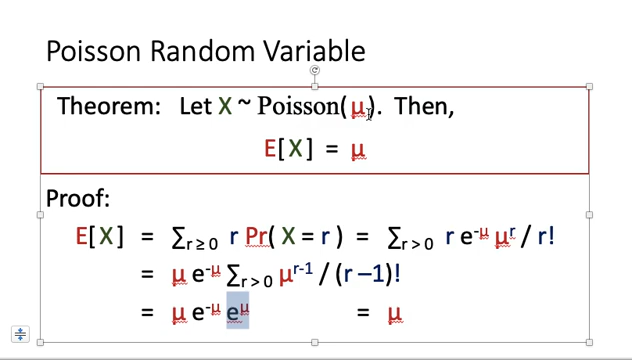 Poisson Random Variable
Theorem: Let X ~ Poisson(μ). Then,
E[X] = μ
Proof:
E[X] = ∑r ≥ 0 r Pr( X = r ) = ∑r > 0 r e-μ μr / r!
= μ e-μ ∑r > 0 μr-1 / (r –1)!
= μ e-μ eμ = μ